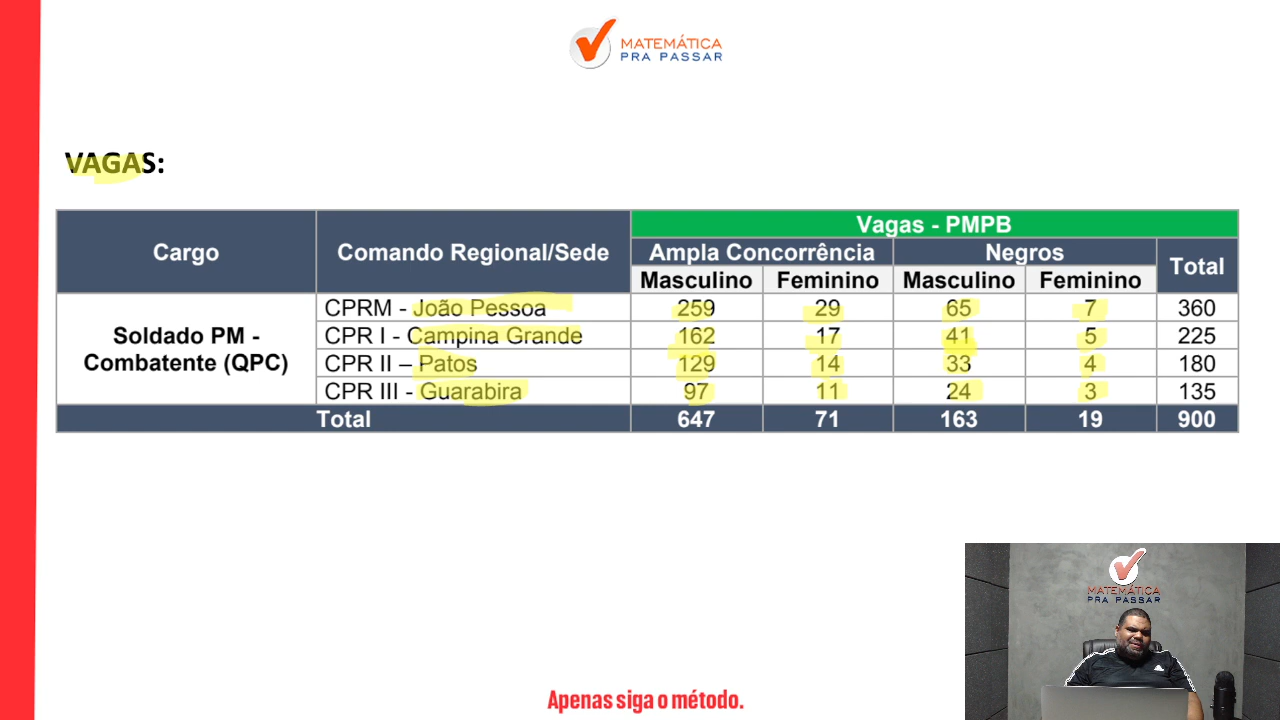 MATEMÁTICA
PRA PASSAR
VAGAS:
Cargo
Comando Regional/Sede
Vagas - PMPB
Ampla Concorrência
Negros
Total
Masculino
Feminino
Masculino
Feminino
Soldado PM -
Combatente (QPC)
CPRM - João Pessoa 259 29 65 7 360
CPR I - Campina Grande 162 17 41 5 225
CPR II – Patos 129 14 33 4 180
CPR III - Guarabira 97 11 24 3 135
Total 647 71 163 19 900
MATEMÁTICA
PRA PASSAR
Apenas siga o método.